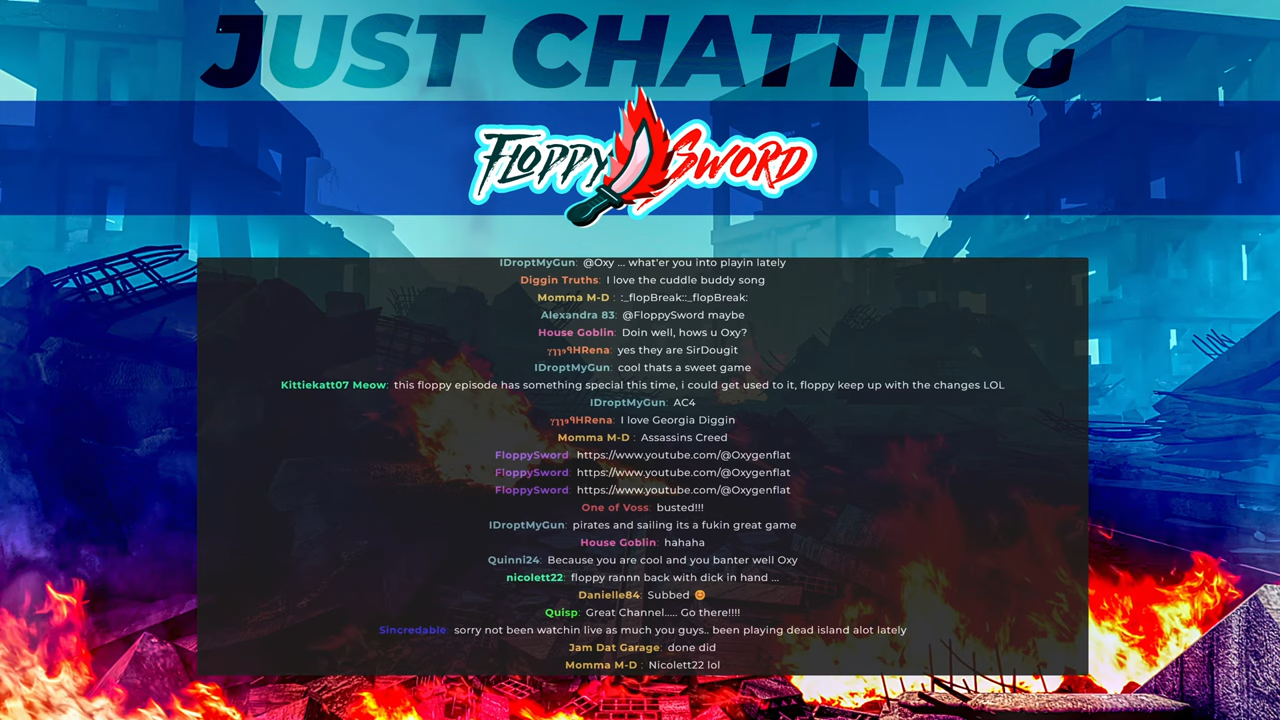 JUST CHATTING
FLOPPY SWORD
IDroptMyGun: @Oxy ... what'er you into playin lately
Diggin Truths: I love the cuddle buddy song
Momma M-D : :_flopBreak::_flopBreak:
Alexandra 83: @FloppySword maybe
House Goblin: Doin well, hows u Oxy?
HRena: yes they are SirDougit
IDroptMyGun: cool thats a sweet game
Kittiekatt07 Meow: this floppy episode has something special this time, i could get used to it, floppy keep up with the changes LOL
IDroptMyGun: AC4
HRena: I love Georgia Diggin
Momma M-D : Assassins Creed
FloppySword: https://www.youtube.com/@Oxygenflat
FloppySword: https://www.youtube.com/@Oxygenflat
FloppySword: https://www.youtube.com/@Oxygenflat
One of Voss: busted!!!
IDroptMyGun: pirates and sailing its a fukin great game
House Goblin: hahaha
Quinni24: Because you are cool and you banter well Oxy
nicolett22: floppy rannn back with dick in hand ...
Danielle84: Subbed
Quisp: Great Channel..... Go there!!!!
Sincredable: sorry not been watchin live as much you guys.. been playing dead island alot lately
Jam Dat Garage: done did
Momma M-D : Nicolett22 lol